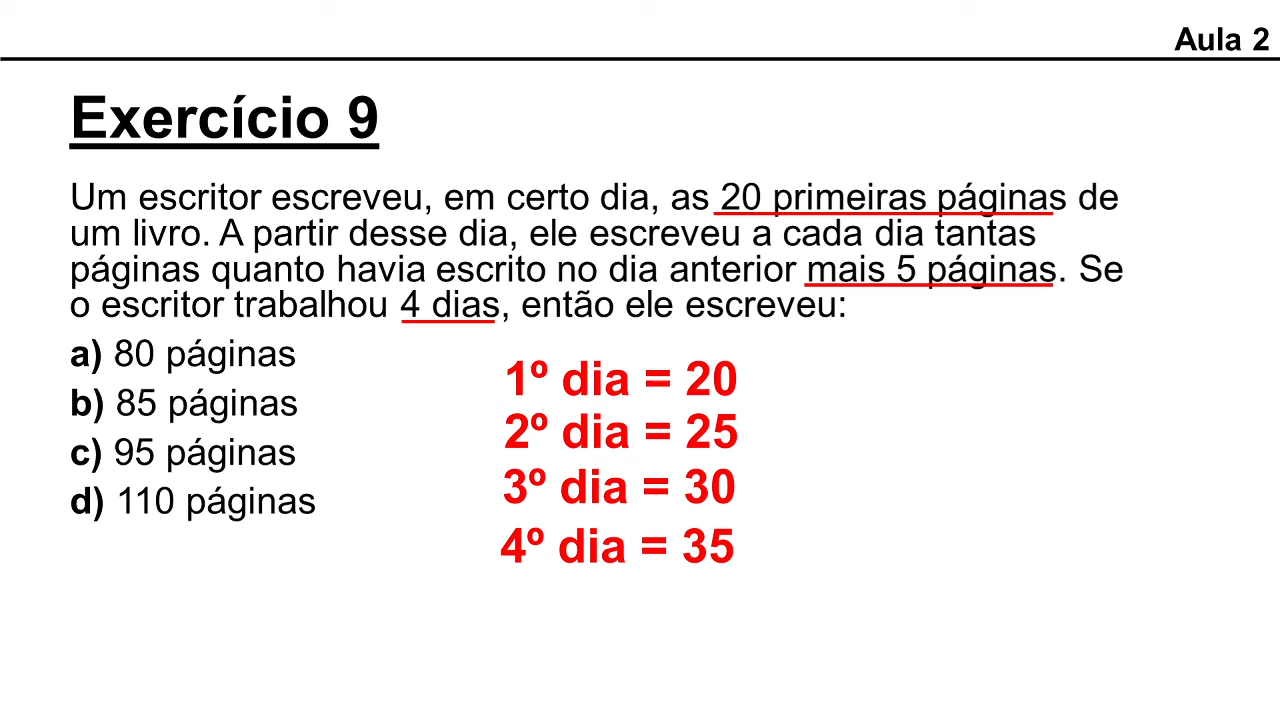 Aula 2
Exercício 9
Um escritor escreveu, em certo dia, as 20 primeiras páginas de
um livro. A partir desse dia, ele escreveu a cada dia tantas
páginas quanto havia escrito no dia anterior mais 5 páginas. Se
o escritor trabalhou 4 dias, então ele escreveu:
a) 80 páginas
b) 85 páginas
c) 95 páginas
d) 110 páginas
1º dia = 20
2º dia = 25
3º dia = 30
4º dia = 35